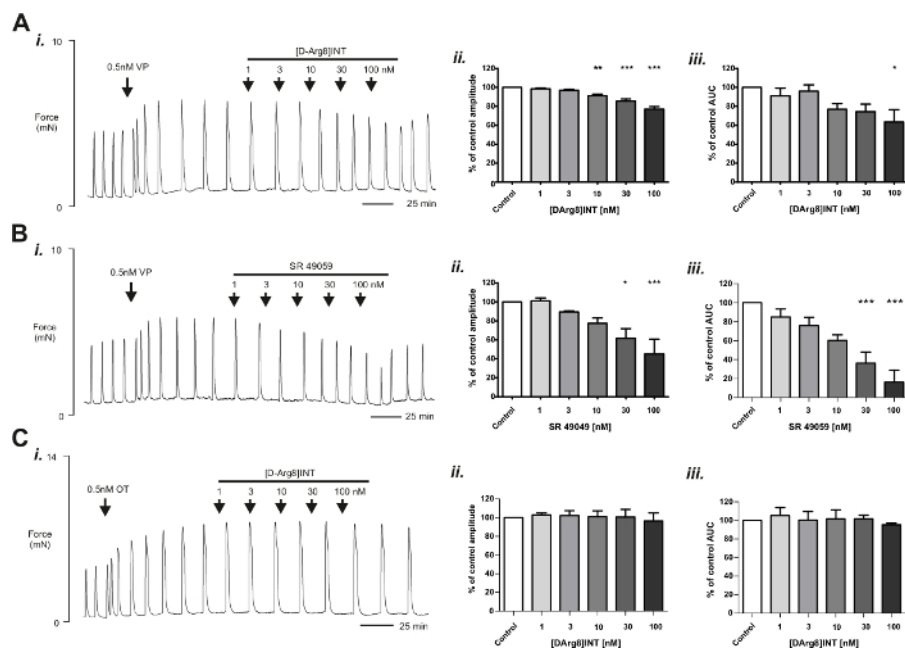 A
i.
10
[D-Arg8]INT
0.5nM VP
1 3 10 30 100 nM
Force
(mN)
0
25 min
ii.
** *** ***
% of control amplitude
120
100
80
60
40
20
0
Control 1 3 10 30 100
[DArg8]INT [nM]
iii.
*
% of control AUC
120
100
80
60
40
20
0
Control 1 3 10 30 100
[DArg8]INT [nM]
B
i.
10
SR 49059
0.5nM VP
1 3 10 30 100 nM
Force
(mN)
0
25 min
ii.
* ***
% of control amplitude
120
100
80
60
40
20
0
Control 1 3 10 30 100
SR 49049 [nM]
iii.
*** ***
% of control AUC
120
100
80
60
40
20
0
Control 1 3 10 30 100
SR 49059 [nM]
C
i.
14
[D-Arg8]INT
0.5nM OT
1 3 10 30 100 nM
Force
(mN)
0
25 min
ii.
% of control amplitude
120
100
80
60
40
20
0
Control 1 3 10 30 100
[DArg8]INT [nM]
iii.
% of control AUC
120
100
80
60
40
20
0
Control 1 3 10 30 100
[DArg8]INT [nM]